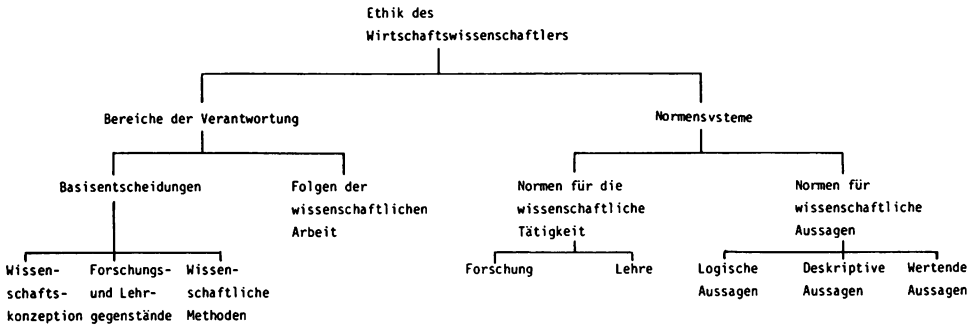 Ethik des
Wirtschaftswissenschaftlers
Bereiche der Verantwortung
Normensvsteme
Basisentscheidungen
Folgen der
wissenschaftlichen
Arbeit
Normen für die
wissenschaftliche
Tätigkeit
Normen für
wissenschaftliche
Aussagen
Wissen-
schafts-
konzeption
Forschungs-
und Lehr-
gegenstände
Wissen-
schaftliche
Methoden
Forschung
Lehre
Logische
Aussagen
Deskriptive
Aussagen
Wertende
Aussagen